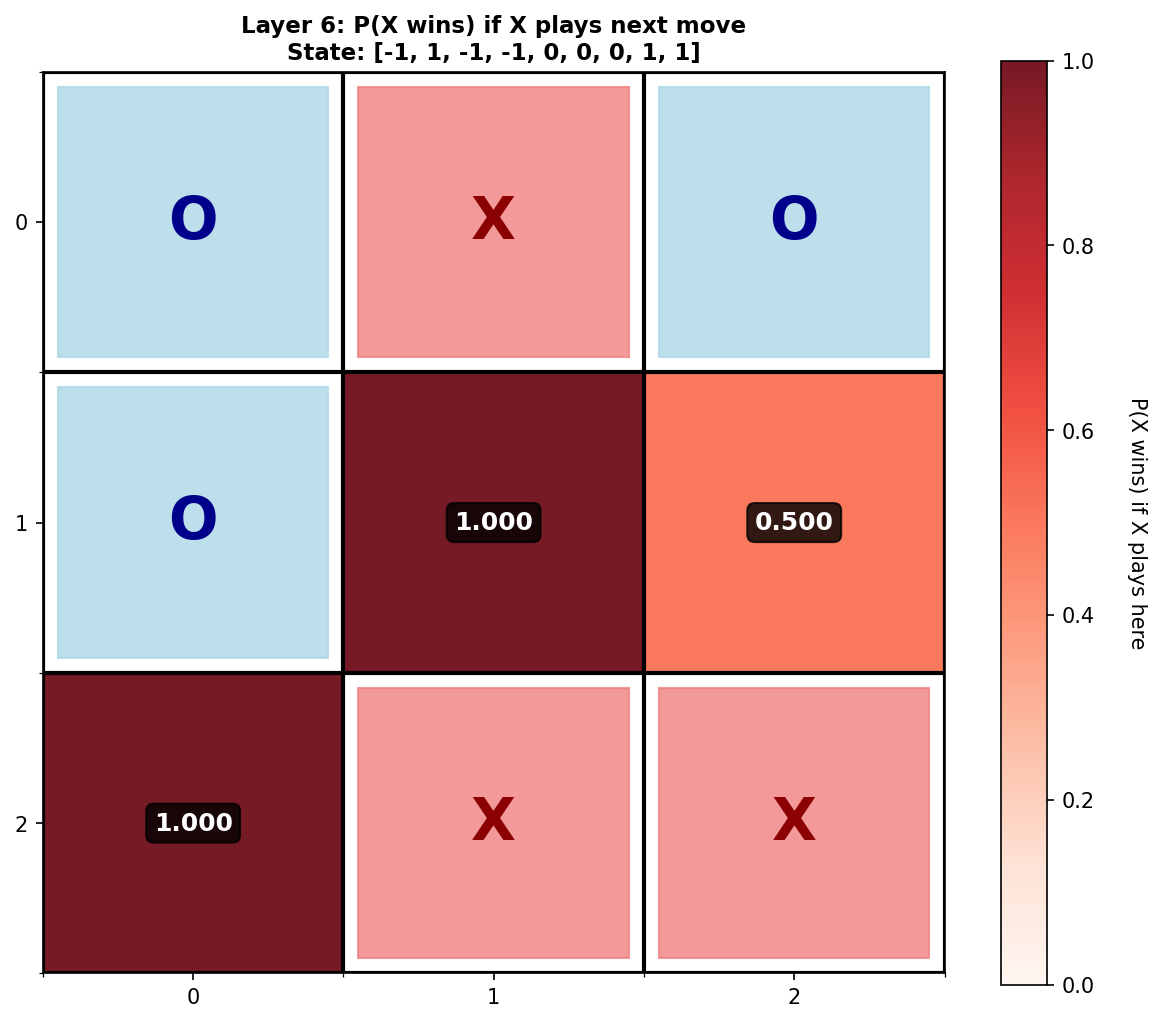 Layer 6: P(X wins) if X plays next move
State: [-1, 1, -1, -1, 0, 0, 0, 1, 1]
O X O
O 1.000 0.500
1.000 X X
0
1
2
0 1 2
1.0
0.8
0.6
0.4
0.2
0.0
P(X wins) if X plays here